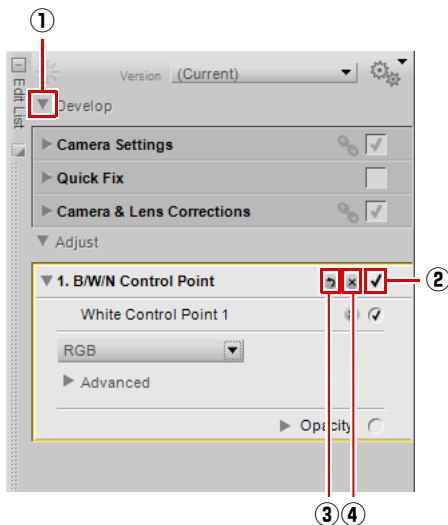 ①
Edit List
Version (Current)
Develop
Camera Settings
Quick Fix
Camera & Lens Corrections
Adjust
1. B/W/N Control Point
②
White Control Point 1
RGB
Advanced
Opacity
③④